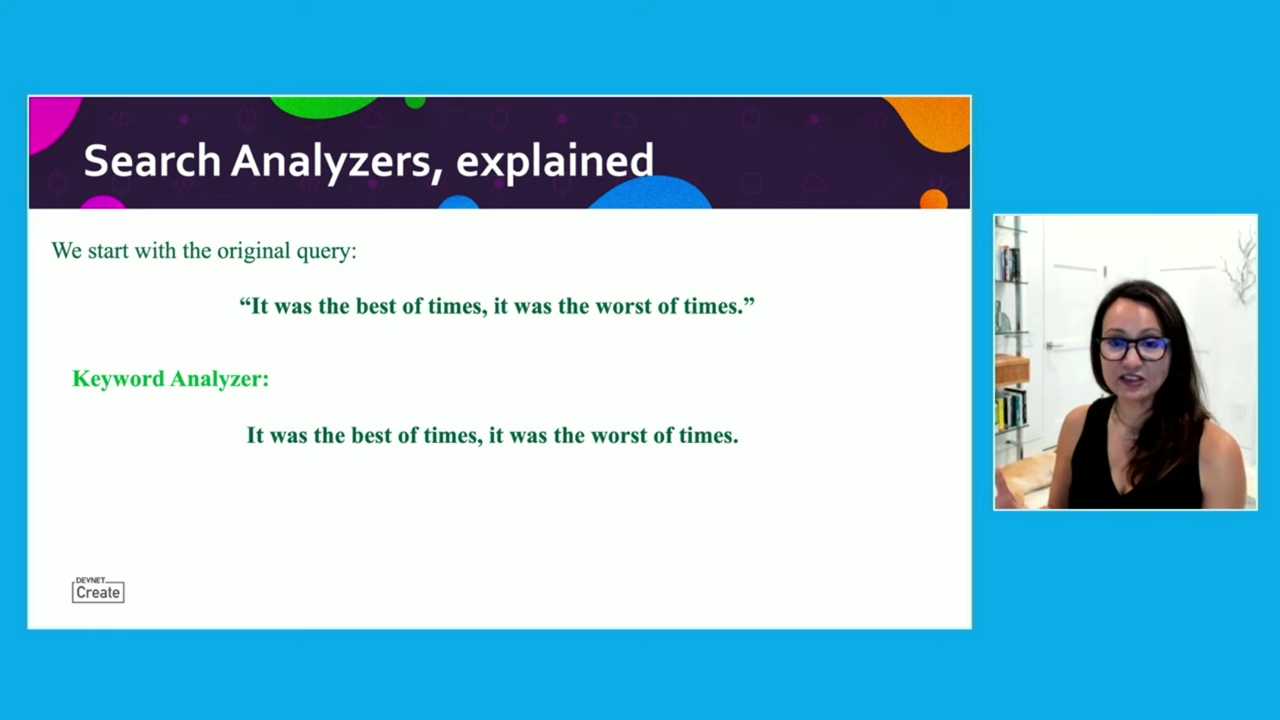 Search Analyzers, explained
We start with the original query:
“It was the best of times, it was the worst of times.”
Keyword Analyzer:
It was the best of times, it was the worst of times.
DEVNET
Create